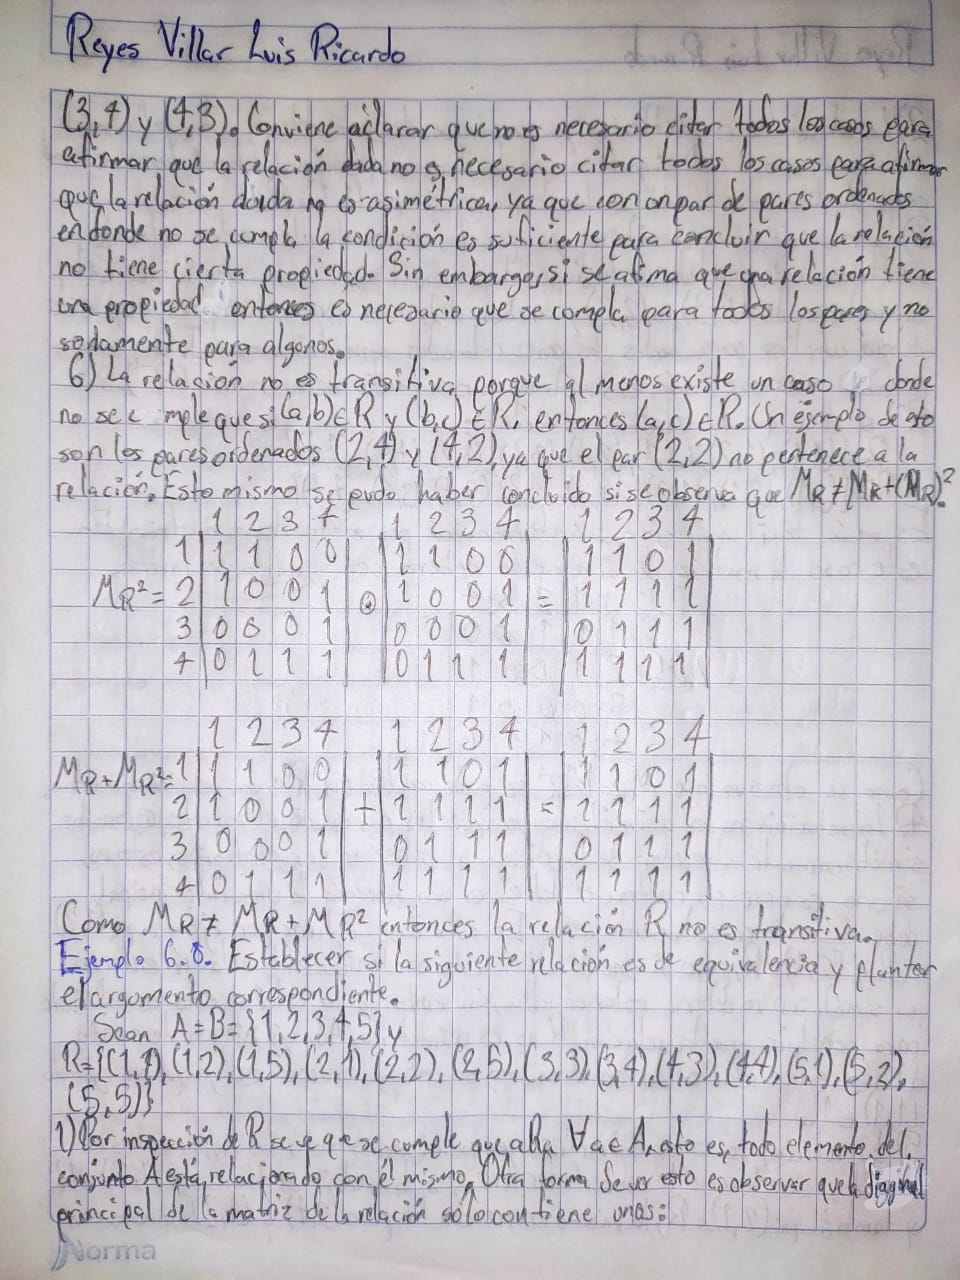 Reyes Villar Luis Ricardo
(3,4) y (4,3). Conviene aclarar que no es necesario citar todos los casos para
afirmar que la relación dada no es necesario citar todos los casos para afirmar
que la relación dada no es asimétrica, ya que con un par de pares ordenados
en donde no se cumpla la condición es suficiente para concluir que la relación
no tiene cierta propiedad. Sin embargo, si se afima que una relación tiene
una propiedad entonces es necesario que se compla para todos los pares y no
solamente para algunos.
6) La relación no es transitiva porque al menos existe un caso donde
no se cumple que si (a,b)∈R y (b,c)∈R, entonces (a,c)∈R. Un ejemplo de esto
son los pares ordenados (2,4) y (4,2), ya que el par (2,2) no pertenece a la
relación. Esto mismo se pudo haber concluido si se observa que MR≠MR+(MR)².
1 2 3 4 1 2 3 4 1 2 3 4
1 | 1 1 0 0 | 1 1 0 0 | 1 1 0 1 |
MR²= 2 | 1 0 0 1 | ⊙ | 1 0 0 1 | = | 1 1 1 1 |
3 | 0 0 0 1 | 0 0 0 1 | 0 1 1 1 |
4 | 0 1 1 1 | 0 1 1 1 | 1 1 1 1 |
1 2 3 4 1 2 3 4 1 2 3 4
MR+MR²= 1 | 1 1 0 0 | 1 1 0 1 | 1 1 0 1 |
2 | 1 0 0 1 | + | 1 1 1 1 | = | 1 1 1 1 |
3 | 0 0 0 1 | 0 1 1 1 | 0 1 1 1 |
4 | 0 1 1 1 | 1 1 1 1 | 1 1 1 1 |
Como MR ≠ MR + MR² entonces la relación R no es transitiva.
Ejemplo 6.8. Establecer si la siguiente relación es de equivalencia y planter
el argumento correspondiente.
Sean A=B={1,2,3,4,5} y
R={(1,1),(1,2),(1,5),(2,1),(2,2),(2,5),(3,3),(3,4),(4,3),(4,4),(5,1),(5,2),
(5,5)}
1) Por inspección de R se ve que se comple que aRa ∀a∈A, esto es, todo elemento del
conjunto A está relacionado con él mismo. Otra forma de ver esto es observar que la diagonal
principal de la matriz de la relación sólo contiene unos:
Norma